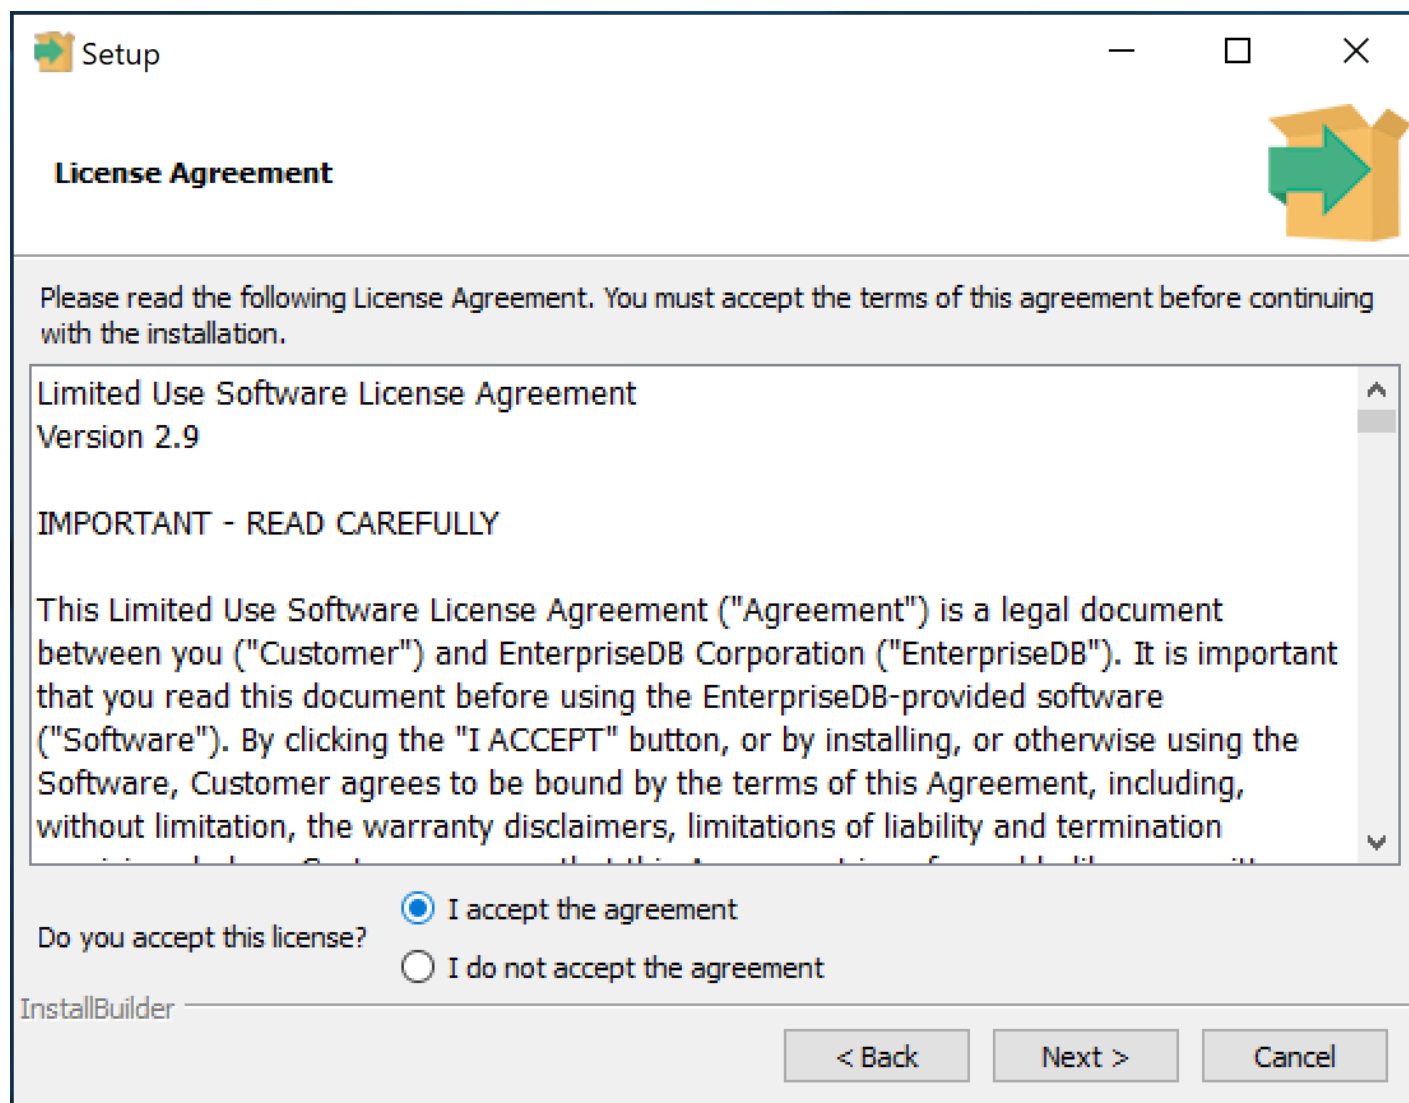 Setup
License Agreement
Please read the following License Agreement. You must accept the terms of this agreement before continuing
with the installation.
Limited Use Software License Agreement
Version 2.9
IMPORTANT - READ CAREFULLY
This Limited Use Software License Agreement ("Agreement") is a legal document
between you ("Customer") and EnterpriseDB Corporation ("EnterpriseDB"). It is important
that you read this document before using the EnterpriseDB-provided software
("Software"). By clicking the "I ACCEPT" button, or by installing, or otherwise using the
Software, Customer agrees to be bound by the terms of this Agreement, including,
without limitation, the warranty disclaimers, limitations of liability and termination
I accept the agreement
Do you accept this license?
I do not accept the agreement
InstallBuilder
< Back
Next >
Cancel